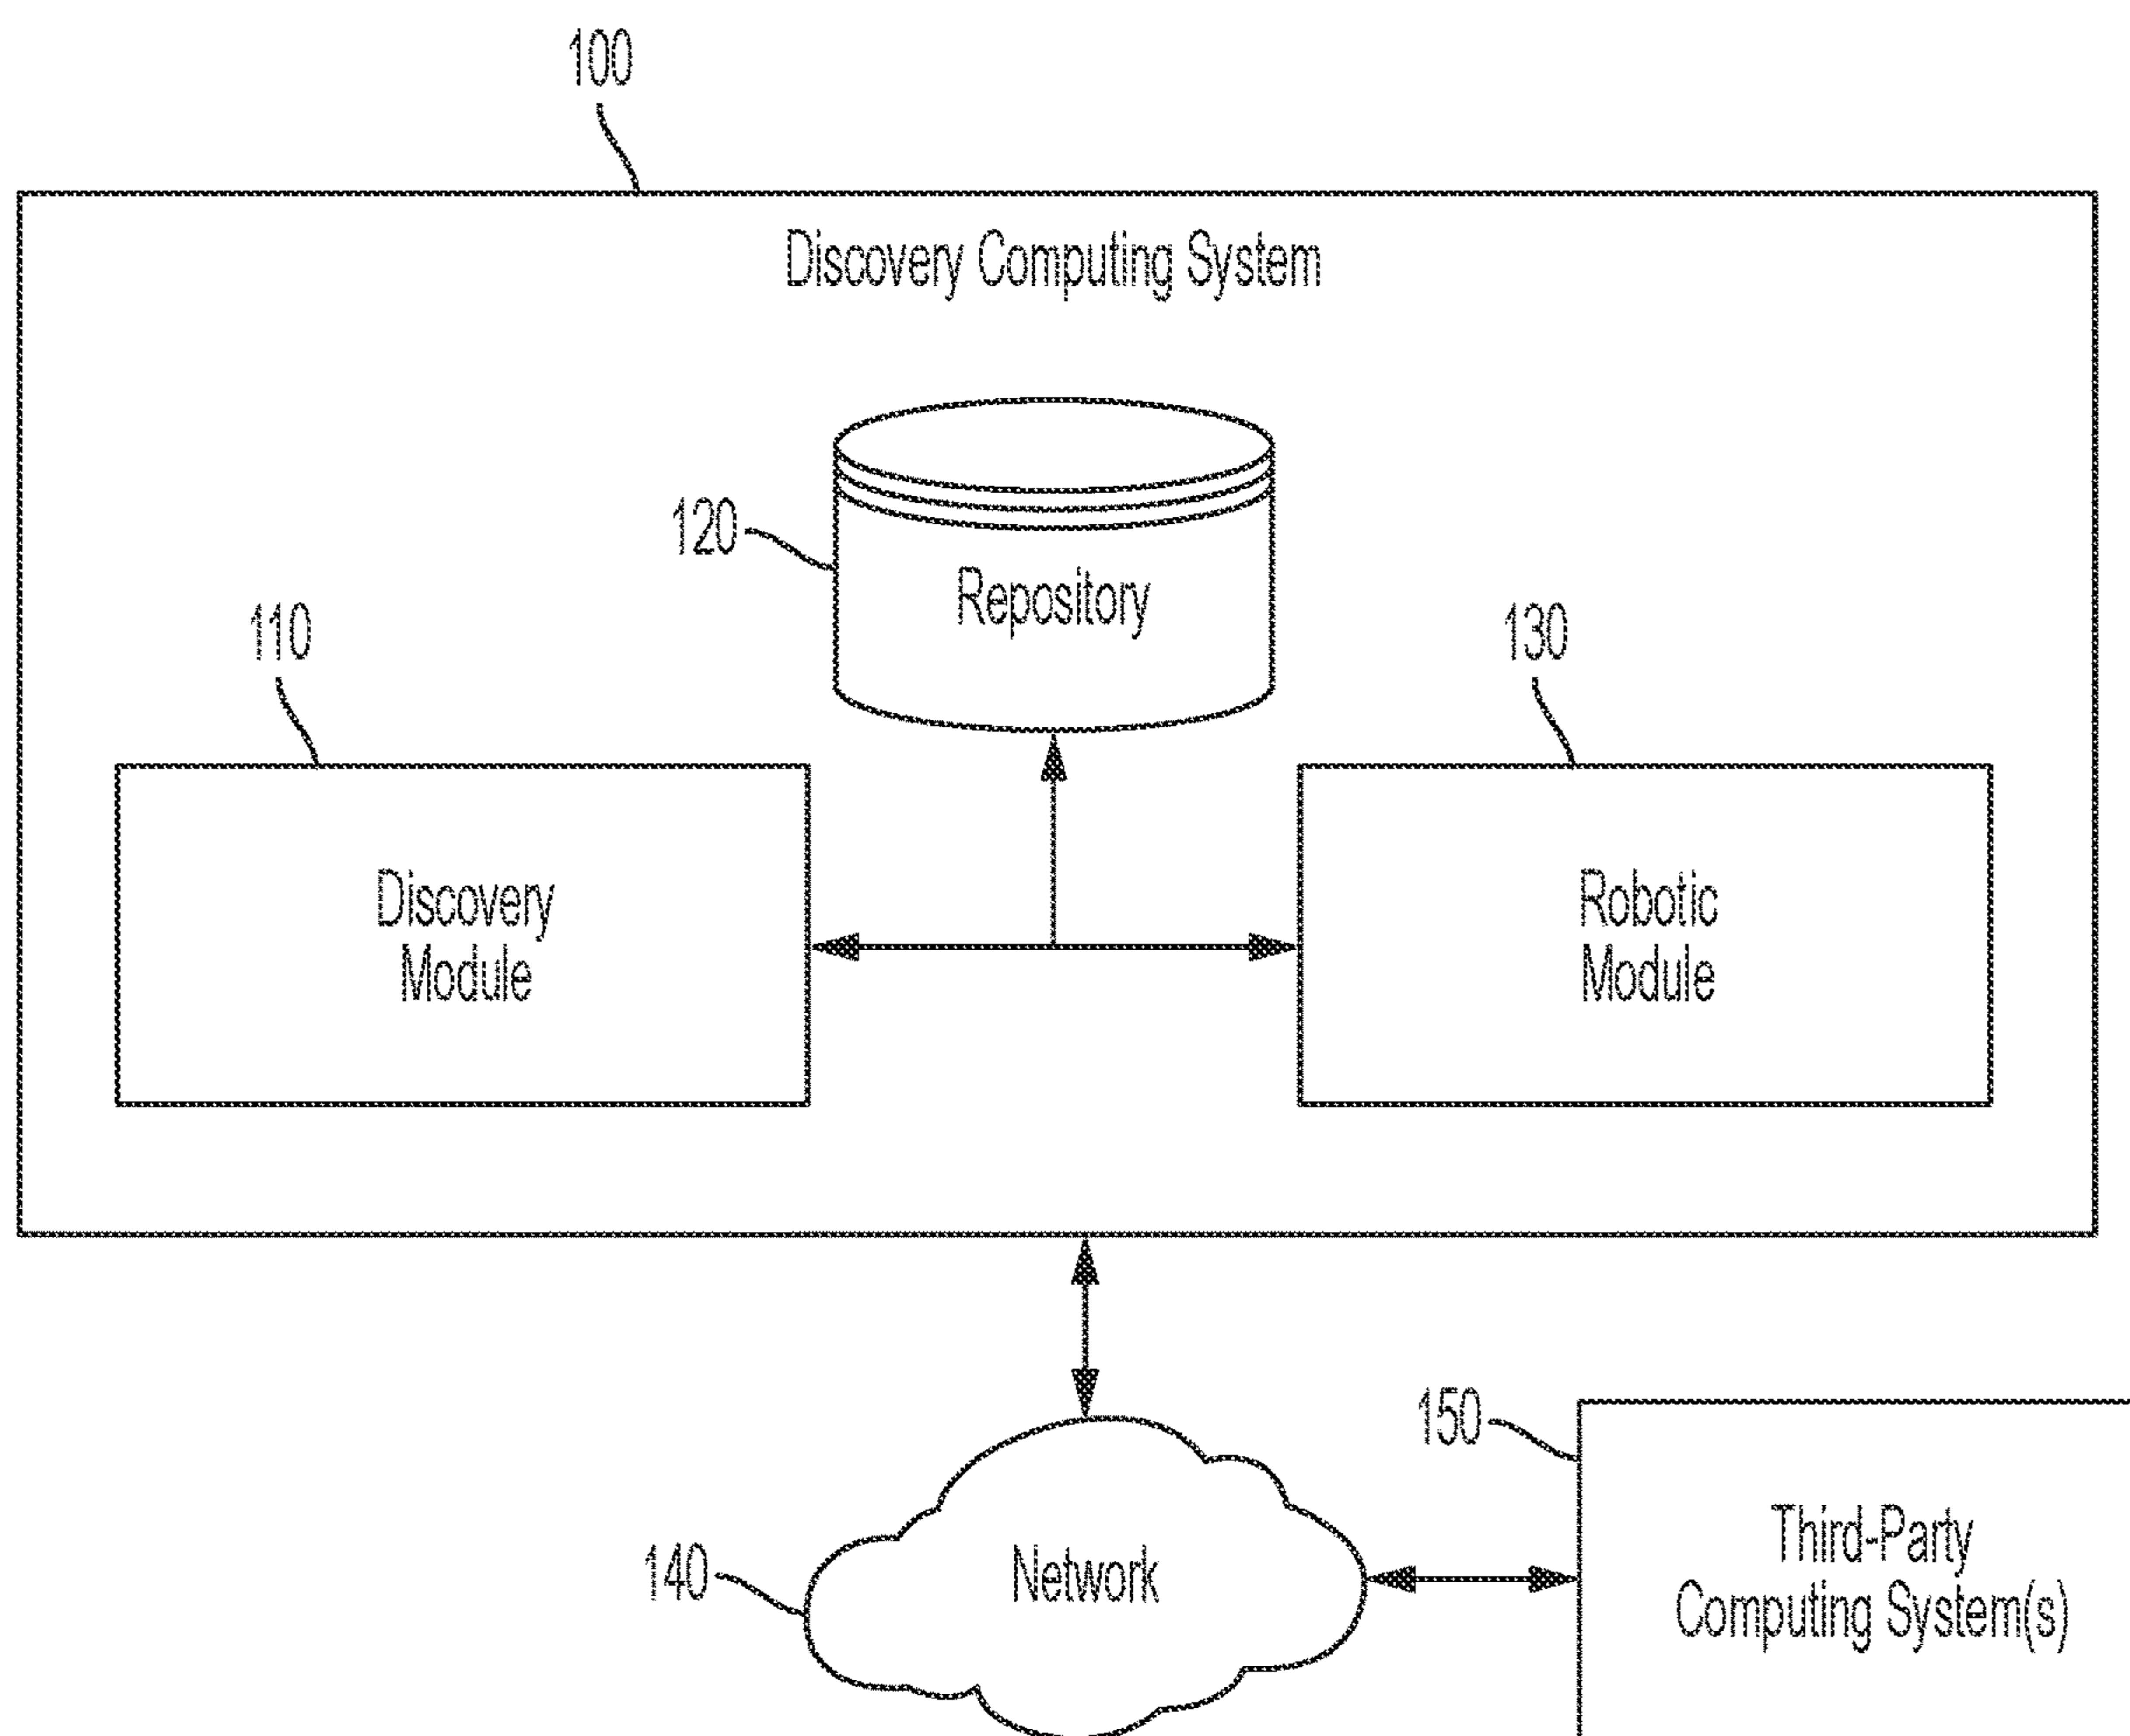 100
Discovery Computing System
120
Repository
110
130
Discovery
Module
Robotic
Module
150
Third-Party
Computing System(s)
140
Network